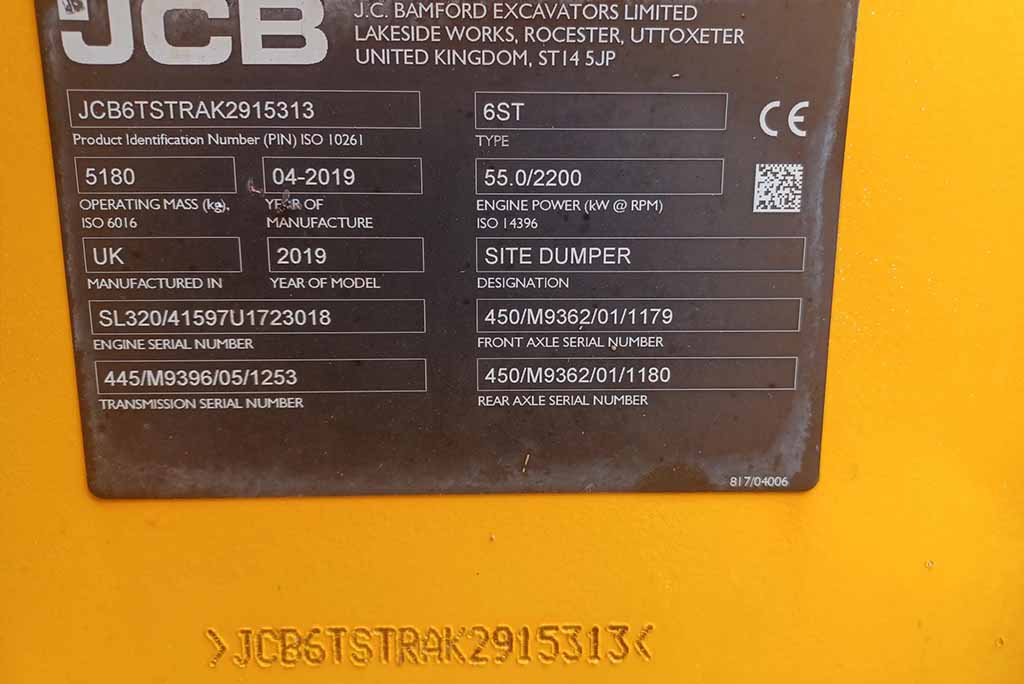 JCB
J.C. BAMFORD EXCAVATORS LIMITED
LAKESIDE WORKS, ROCESTER, UTTOXETER
UNITED KINGDOM, ST14 5JP
JCB6TSTRAK2915313
Product Identification Number (PIN) ISO 10261
6ST
TYPE
CE
5180
OPERATING MASS (kg),
ISO 6016
04-2019
YEAR OF
MANUFACTURE
55.0/2200
ENGINE POWER (kW @ RPM)
ISO 14396
UK
MANUFACTURED IN
2019
YEAR OF MODEL
SITE DUMPER
DESIGNATION
SL320/41597U1723018
ENGINE SERIAL NUMBER
450/M9362/01/1179
FRONT AXLE SERIAL NUMBER
445/M9396/05/1253
TRANSMISSION SERIAL NUMBER
450/M9362/01/1180
REAR AXLE SERIAL NUMBER
817/04006
>JCB6TSTRAK2915313<